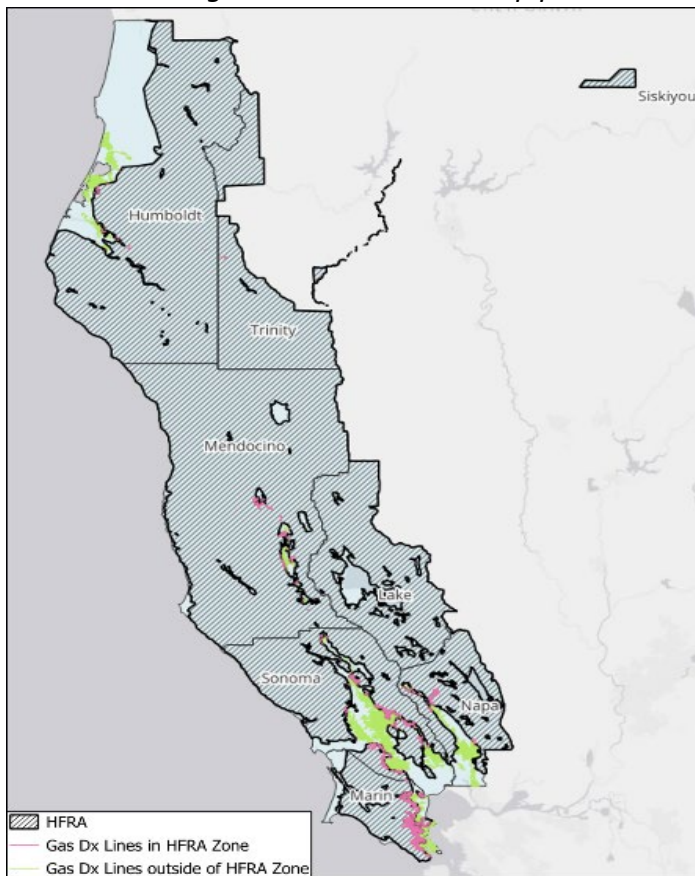 Siskiyou
Humboldt
Trinity
Mendocino
Lake
Sonoma
Napa
Marin
HFRA
Gas Dx Lines in HFRA Zone
Gas Dx Lines outside of HFRA Zone